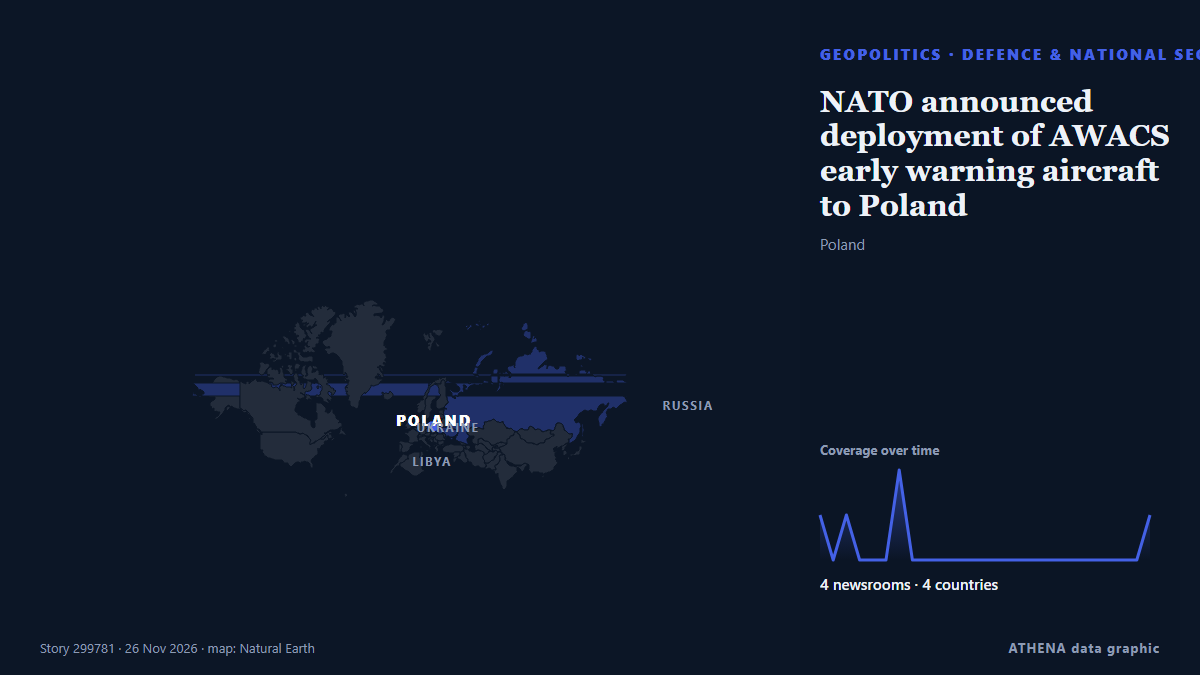 GEOPOLITICS · DEFENCE & NATIONAL SEC
NATO announced
deployment of AWACS
early warning aircraft
to Poland
Poland
RUSSIA
POLAND
UKRAINE
LIBYA
Coverage over time
4 newsrooms · 4 countries
Story 299781 · 26 Nov 2026 · map: Natural Earth
ATHENA data graphic